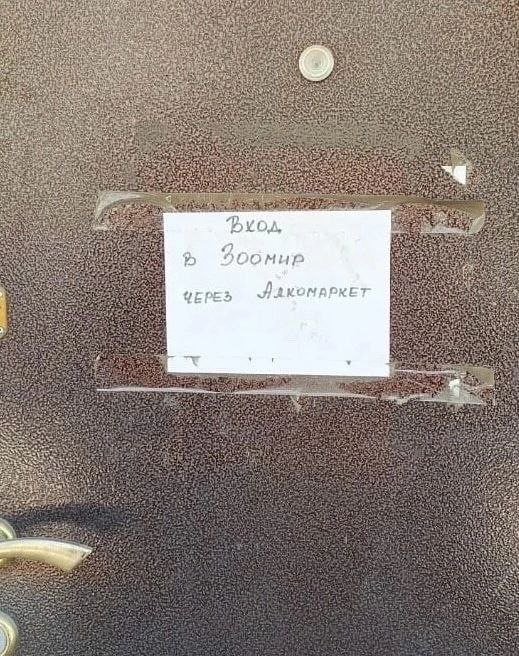 Вход
в Зоомир
через Алкомаркет